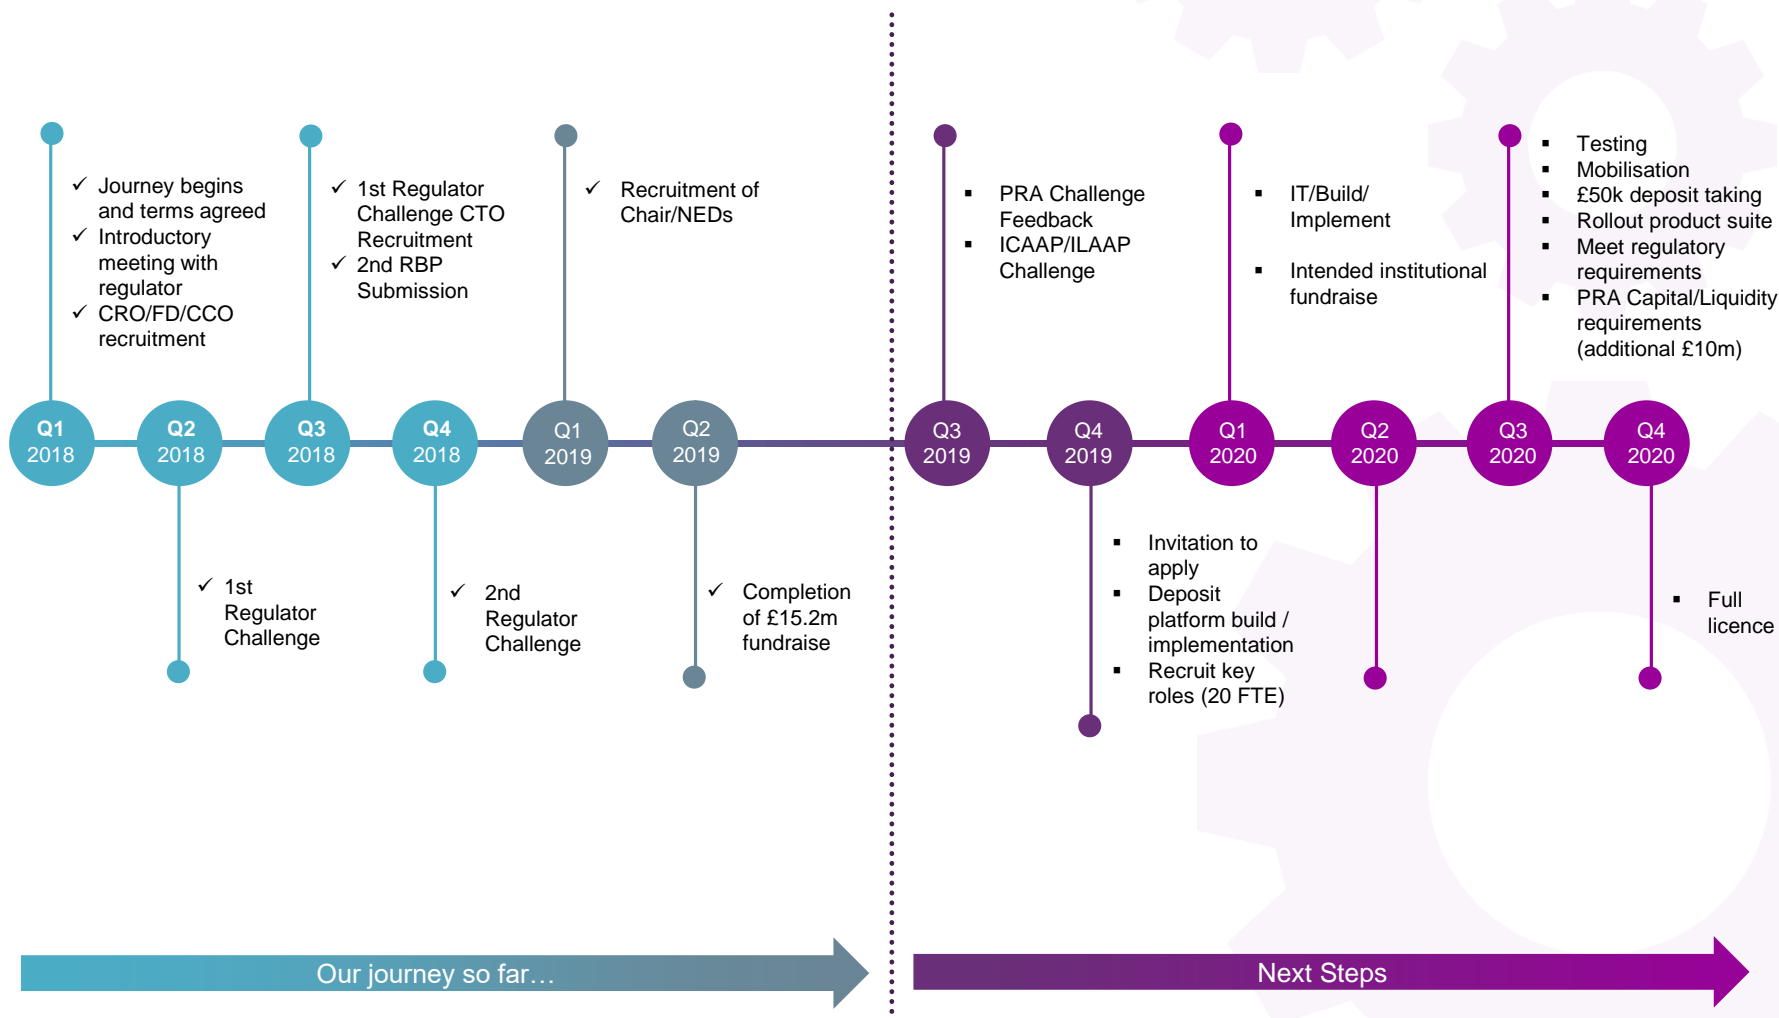 ✓ Journey begins
and terms agreed
✓ Introductory
meeting with
regulator
✓ CRO/FD/CCO
recruitment
✓ 1st Regulator
Challenge CTO
Recruitment
✓ 2nd RBP
Submission
✓ Recruitment of
Chair/NEDs
▪ PRA Challenge
Feedback
▪ ICAAP/ILAAP
Challenge
▪ IT/Build/
Implement
▪ Intended institutional
fundraise
▪ Testing
▪ Mobilisation
▪ £50k deposit taking
▪ Rollout product suite
▪ Meet regulatory
requirements
▪ PRA Capital/Liquidity
requirements
(additional £10m)
Q1
2018
Q2
2018
Q3
2018
Q4
2018
Q1
2019
Q2
2019
Q3
2019
Q4
2019
Q1
2020
Q2
2020
Q3
2020
Q4
2020
✓ 1st
Regulator
Challenge
✓ 2nd
Regulator
Challenge
✓ Completion
of £15.2m
fundraise
▪ Invitation to
apply
▪ Deposit
platform build /
implementation
▪ Recruit key
roles (20 FTE)
▪ Full
licence
Our journey so far…
Next Steps